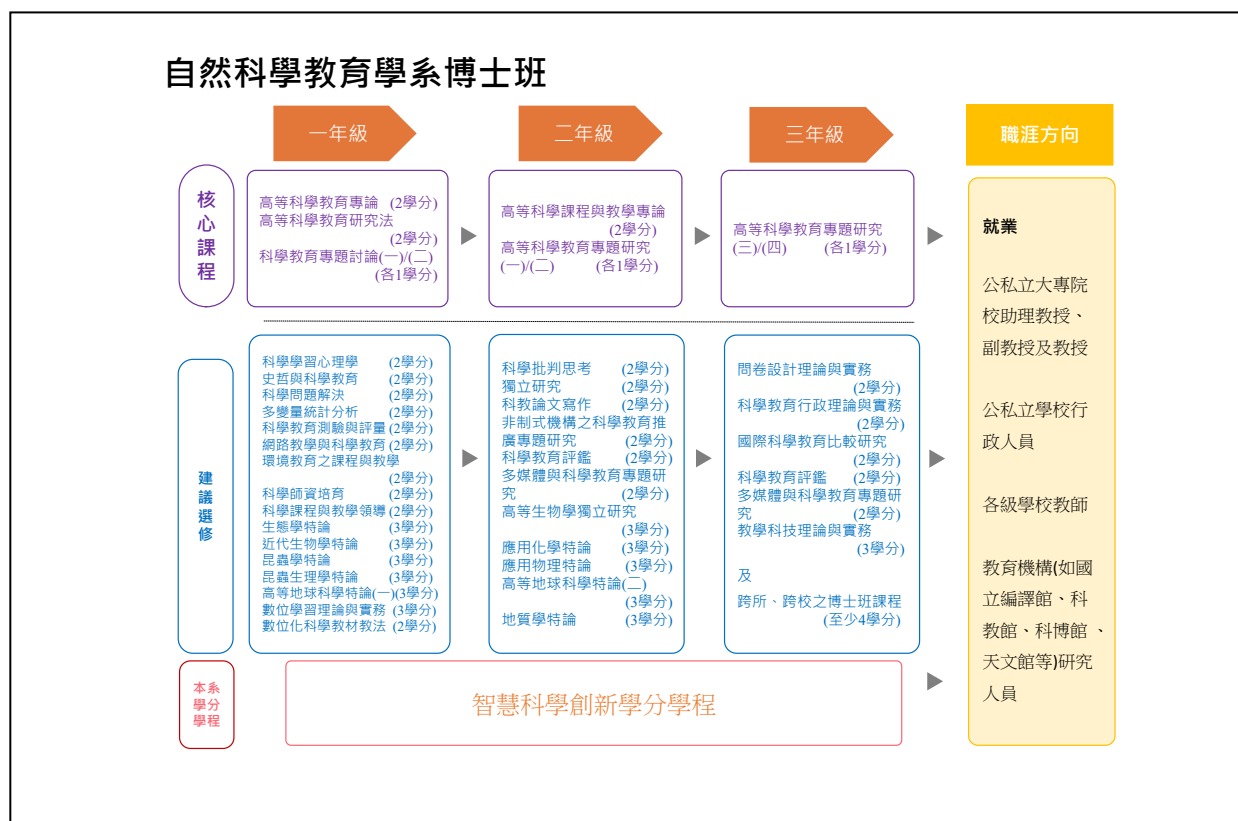 自然科學教育學系博士班
一年級
二年級
三年級
職涯方向
核心課程
高等科學教育專論 (2學分)
高等科學教育研究法
(2學分)
科學教育專題討論(一)/(二)
(各1學分)
高等科學課程與教學專論
(2學分)
高等科學教育專題研究
(一)/(二) (各1學分)
高等科學教育專題研究
(三)/(四) (各1學分)
建議選修
科學學習心理學 (2學分)
史哲與科學教育 (2學分)
科學問題解決 (2學分)
多變量統計分析 (2學分)
科學教育測驗與評量 (2學分)
網路教學與科學教育 (2學分)
環境教育之課程與教學
(2學分)
科學師資培育 (2學分)
科學課程與教學領導 (2學分)
生態學特論 (3學分)
近代生物學特論 (3學分)
昆蟲學特論 (3學分)
昆蟲生理學特論 (3學分)
高等地球科學特論(一)(3學分)
數位學習理論與實務 (3學分)
數位化科學教材教法 (2學分)
科學批判思考 (2學分)
獨立研究 (2學分)
科教論文寫作 (2學分)
非制式機構之科學教育推
廣專題研究 (2學分)
科學教育評鑑 (2學分)
多媒體與科學教育專題研
究 (2學分)
高等生物學獨立研究
(3學分)
應用化學特論 (3學分)
應用物理特論 (3學分)
高等地球科學特論(二)
(3學分)
地質學特論 (3學分)
問卷設計理論與實務
(2學分)
科學教育行政理論與實務
(2學分)
國際科學教育比較研究
(2學分)
科學教育評鑑 (2學分)
多媒體與科學教育專題研
究 (2學分)
教學科技理論與實務
(3學分)
及
跨所、跨校之博士班課程
(至少4學分)
本系
學分
學程
智慧科學創新學分學程
就業
公私立大專院
校助理教授、
副教授及教授
公私立學校行
政人員
各級學校教師
教育機構(如國
立編譯館、科
教館、科博館、
天文館等)研究
人員